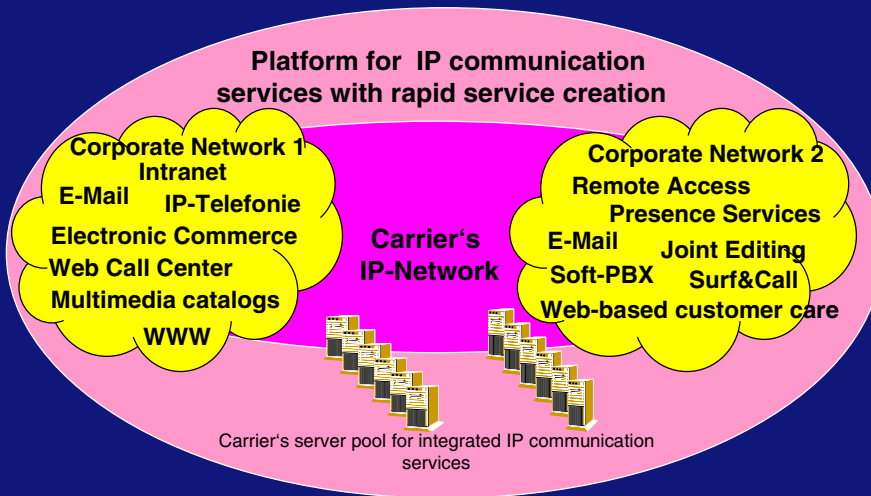 Platform for IP communication
services with rapid service creation
Corporate Network 1
Intranet
E-Mail
IP-Telefonie
Electronic Commerce
Web Call Center
Multimedia catalogs
WWW
Carrier‘s
IP-Network
Corporate Network 2
Remote Access
Presence Services
E-Mail
Joint Editing
Soft-PBX
Surf&Call
Web-based customer care
Carrier‘s server pool for integrated IP communication
services